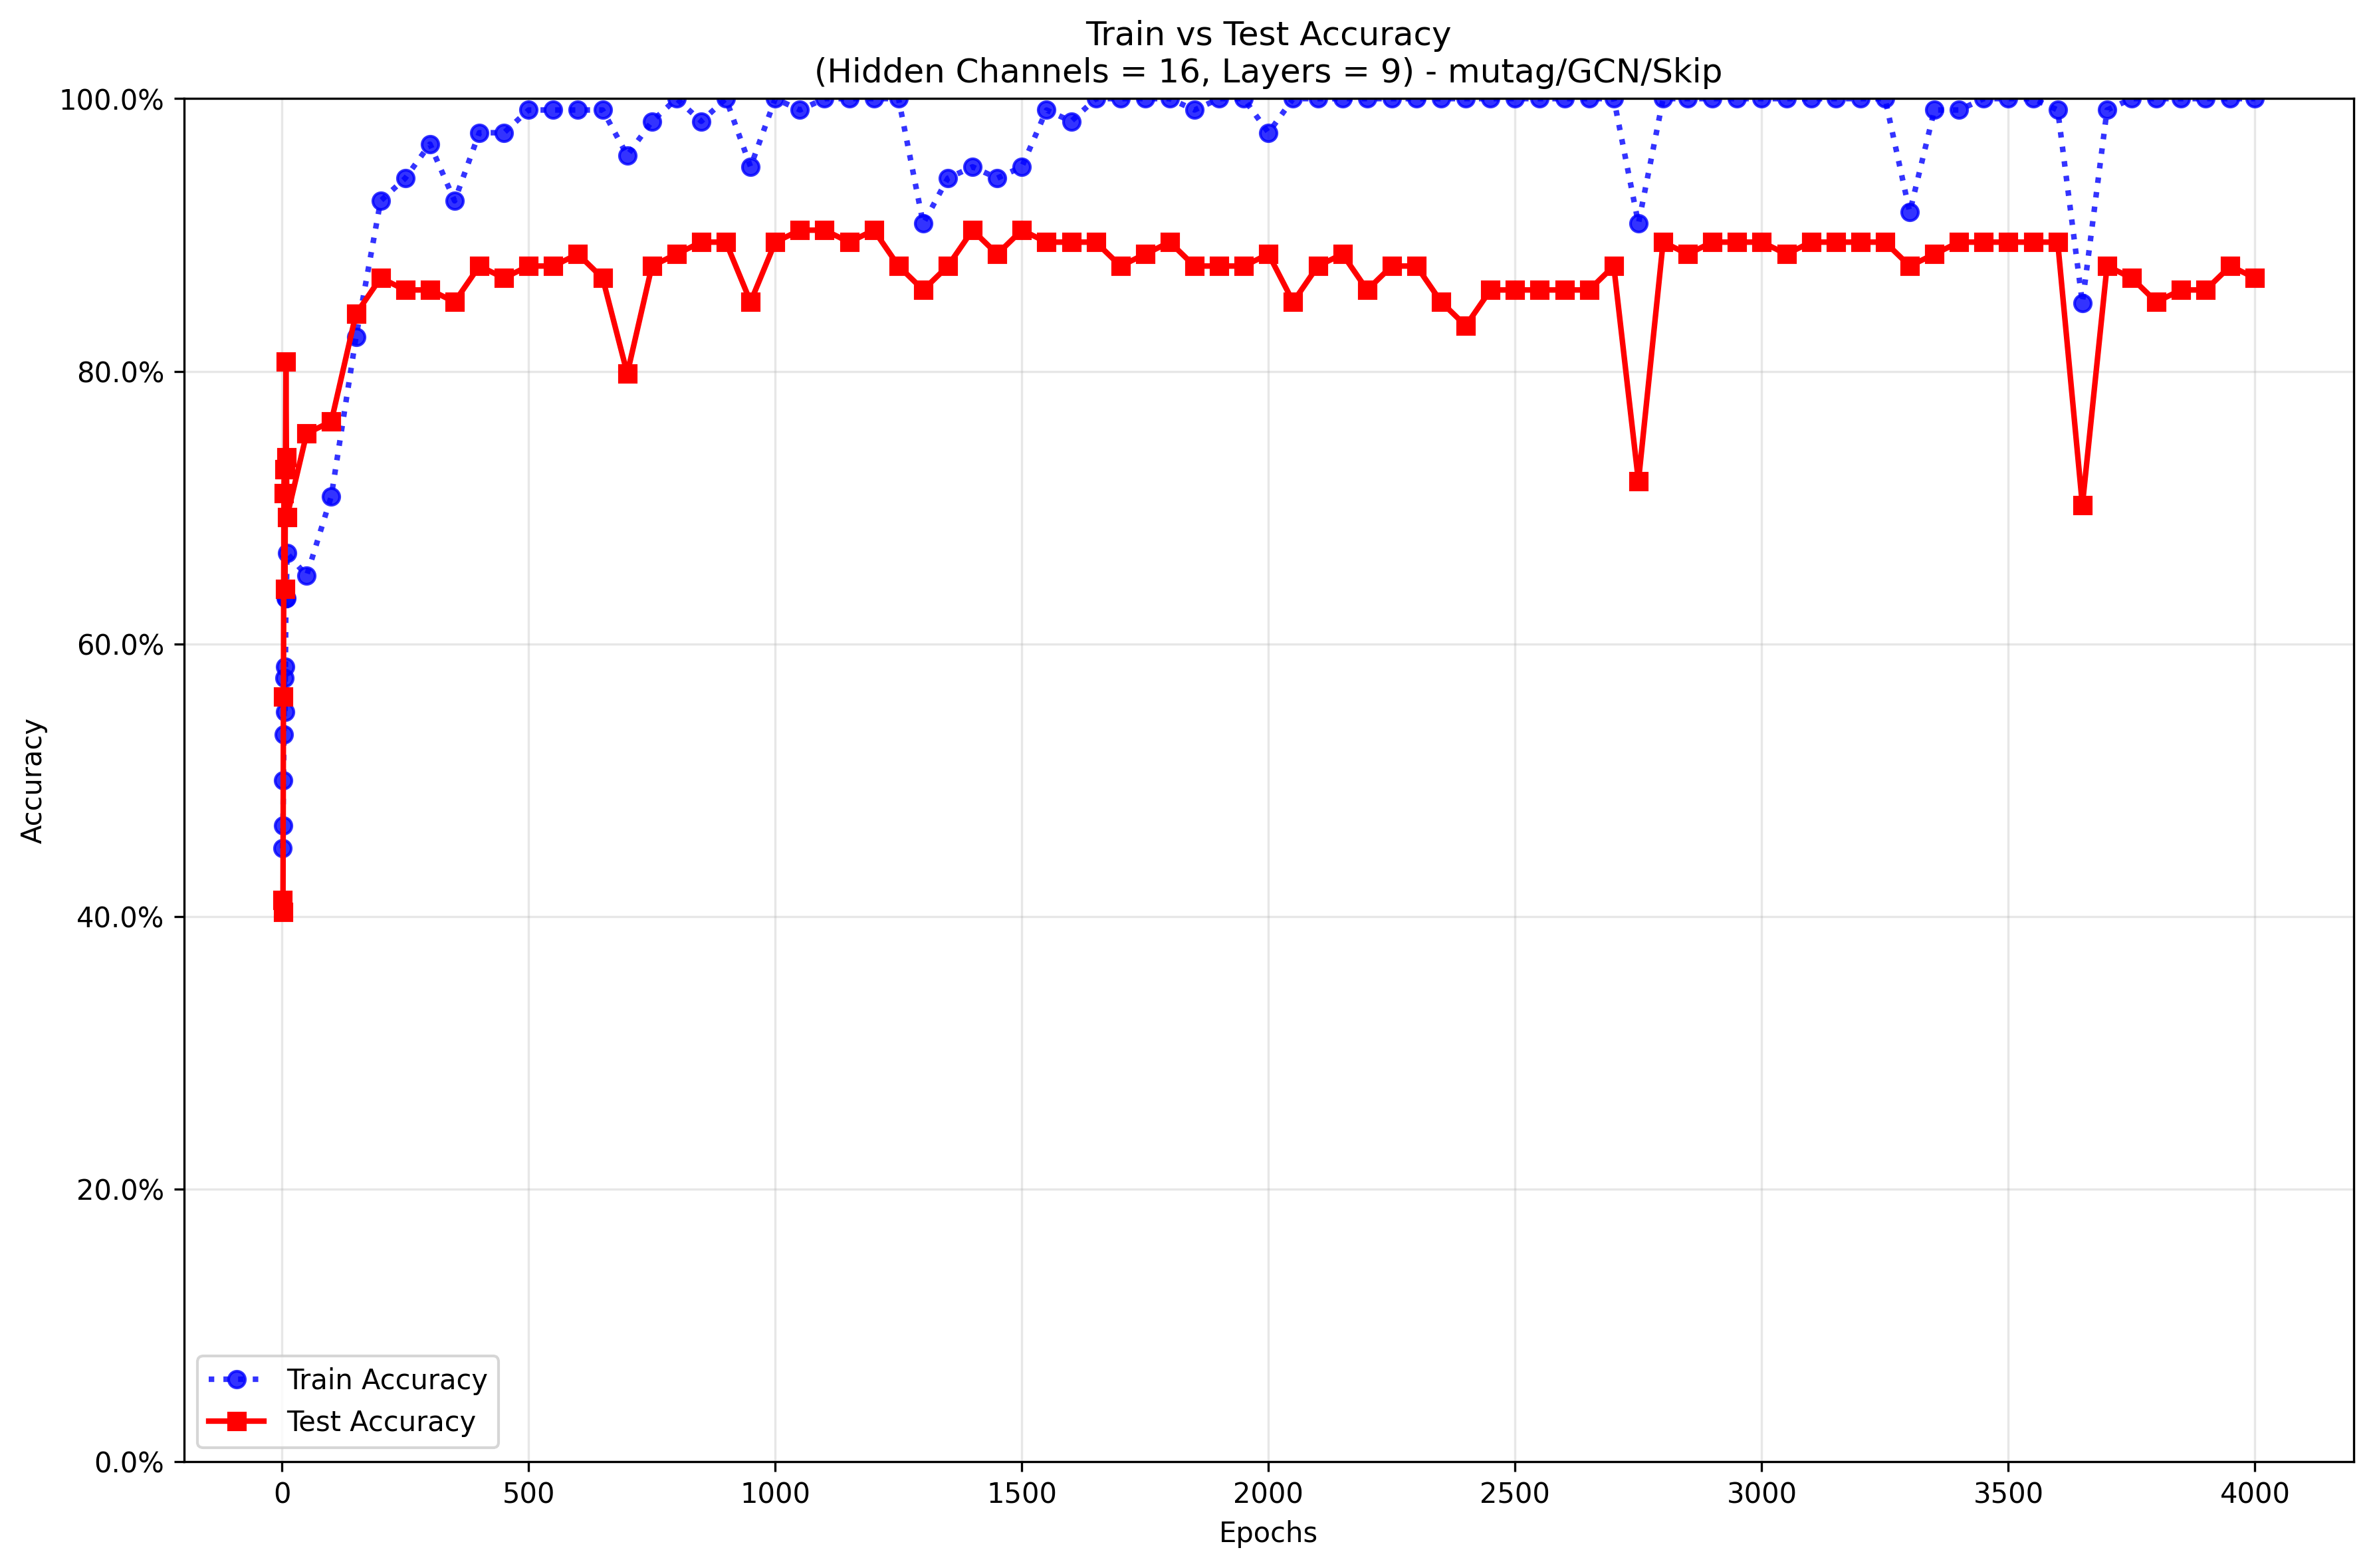 Train vs Test Accuracy
(Hidden Channels = 16, Layers = 9) - mutag/GCN/Skip
100.0%
80.0%
60.0%
40.0%
20.0%
0.0%
Accuracy
Train Accuracy
Test Accuracy
0 500 1000 1500 2000 2500 3000 3500 4000
Epochs